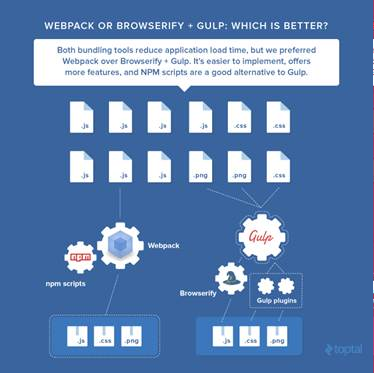 WEBPACK OR BROWSERIFY + GULP: WHICH IS BETTER?
Both bundling tools reduce application load time, but we preferred
Webpack over Browserify + Gulp. It's easier to implement, offers
more features, and NPM scripts are a good alternative to Gulp.
.js .js .js .js .css .css
.js .js .js .png .png .css
Gulp
Webpack
npm
npm scripts
Browserify
Gulp plugins
.js .css .png .js .css .png
toptal